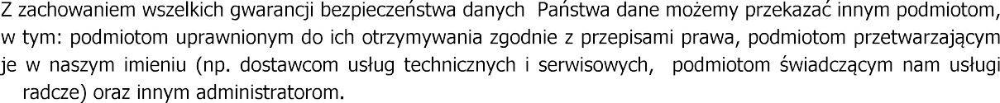 Z zachowaniem wszelkich gwarancji bezpieczeństwa danych Państwa dane możemy przekazać innym podmiotom,
w tym: podmiotom uprawnionym do ich otrzymywania zgodnie z przepisami prawa, podmiotom przetwarzającym
je w naszym imieniu (np. dostawcom usług technicznych i serwisowych, podmiotom świadczącym nam usługi
radcze) oraz innym administratorom.